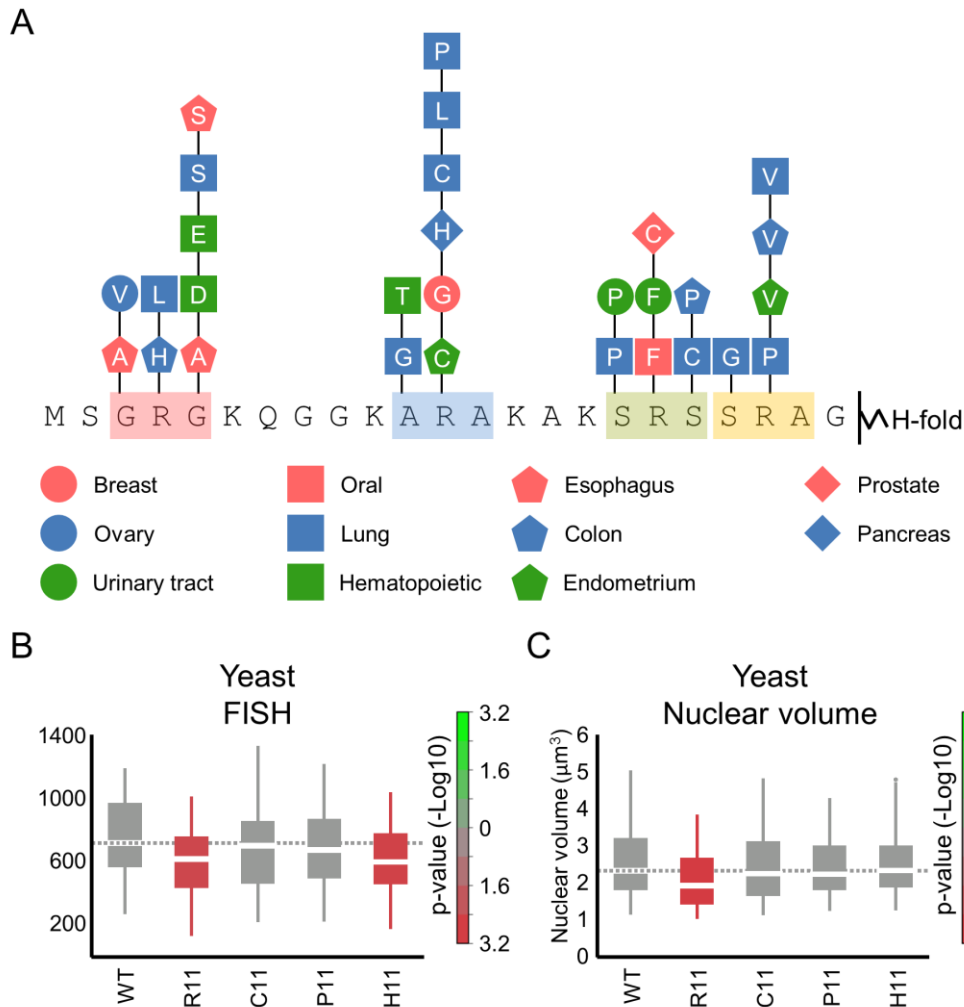 A
P
S
L
S
C
E
H
C
V
V
V
L
D
T
G
P
F
P
V
A
H
A
G
C
P
F
C
G
P
M S G R G K Q G G K A R A K A K S R S S R A G H-fold
Breast Oral Esophagus Prostate
Ovary Lung Colon Pancreas
Urinary tract Hematopoietic Endometrium
B
Yeast
FISH
1400
1000
600
200
WT R11 C11 P11 H11
p-value (-Log10)
3.2
1.6
0
1.6
3.2
C
Yeast
Nuclear volume
Nuclear volume (µm³)
6
5
4
3
2
1
0
WT R11 C11 P11 H11
p-value (-Log10)